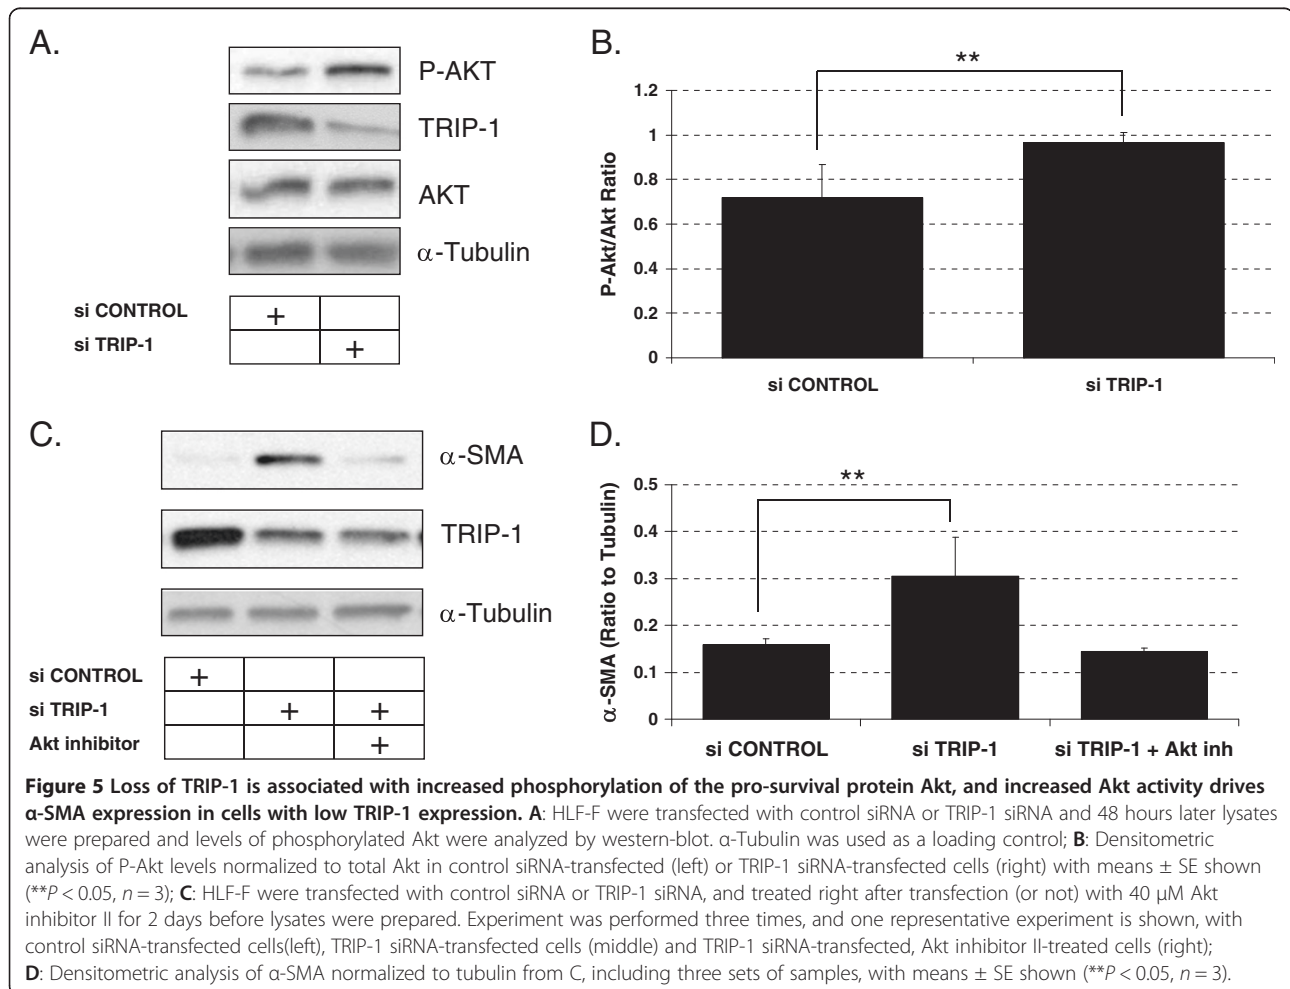 A.
P-AKT
TRIP-1
AKT
α-Tubulin
si CONTROL +
si TRIP-1 +
B.
**
P-Akt/Akt Ratio
1.2
1
0.8
0.6
0.4
0.2
0
si CONTROL si TRIP-1
C.
α-SMA
TRIP-1
α-Tubulin
si CONTROL +
si TRIP-1 + +
Akt inhibitor +
D.
**
α-SMA (Ratio to Tubulin)
0.5
0.4
0.3
0.2
0.1
0
si CONTROL si TRIP-1 si TRIP-1 + Akt inh
Figure 5 Loss of TRIP-1 is associated with increased phosphorylation of the pro-survival protein Akt, and increased Akt activity drives
α-SMA expression in cells with low TRIP-1 expression. A: HLF-F were transfected with control siRNA or TRIP-1 siRNA and 48 hours later lysates
were prepared and levels of phosphorylated Akt were analyzed by western-blot. α-Tubulin was used as a loading control; B: Densitometric
analysis of P-Akt levels normalized to total Akt in control siRNA-transfected (left) or TRIP-1 siRNA-transfected cells (right) with means ± SE shown
(**P < 0.05, n = 3); C: HLF-F were transfected with control siRNA or TRIP-1 siRNA, and treated right after transfection (or not) with 40 μM Akt
inhibitor II for 2 days before lysates were prepared. Experiment was performed three times, and one representative experiment is shown, with
control siRNA-transfected cells(left), TRIP-1 siRNA-transfected cells (middle) and TRIP-1 siRNA-transfected, Akt inhibitor II-treated cells (right);
D: Densitometric analysis of α-SMA normalized to tubulin from C, including three sets of samples, with means ± SE shown (**P < 0.05, n = 3).